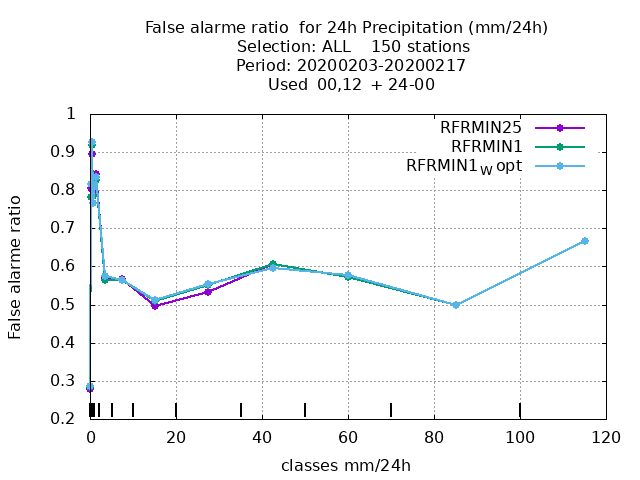 False alarme ratio  for 24h Precipitation (mm/24h)
Selection: ALL    150 stations
Period: 20200203-20200217
Used  00,12  + 24-00
RFRMIN25
RFRMIN1
RFRMIN1W opt
1
0.9
0.8
0.7
0.6
0.5
0.4
0.3
0.2
False alarme ratio
0 20 40 60 80 100 120
classes mm/24h